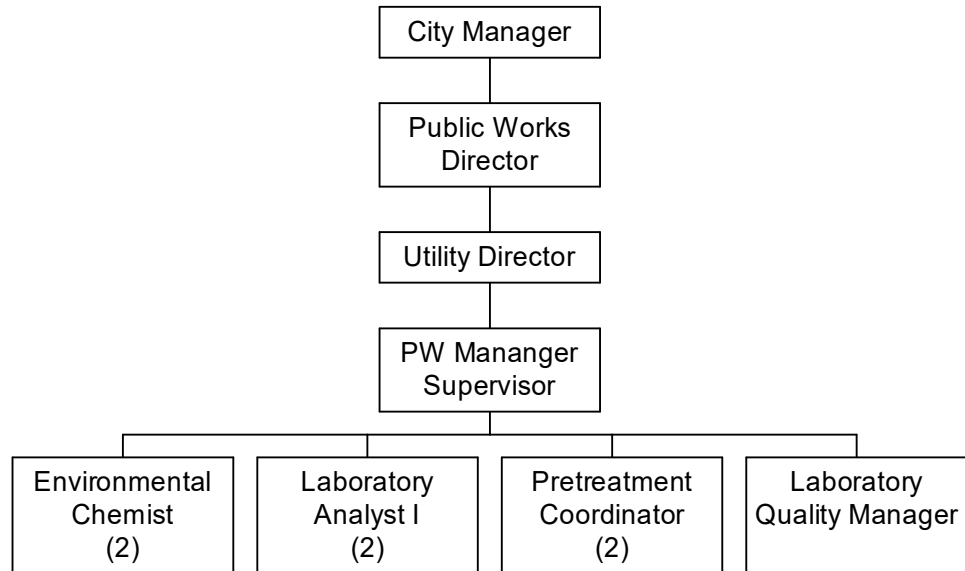 City Manager
Public Works
Director
Utility Director
PW Mananger
Supervisor
Environmental
Chemist
(2)
Laboratory
Analyst I
(2)
Pretreatment
Coordinator
(2)
Laboratory
Quality Manager